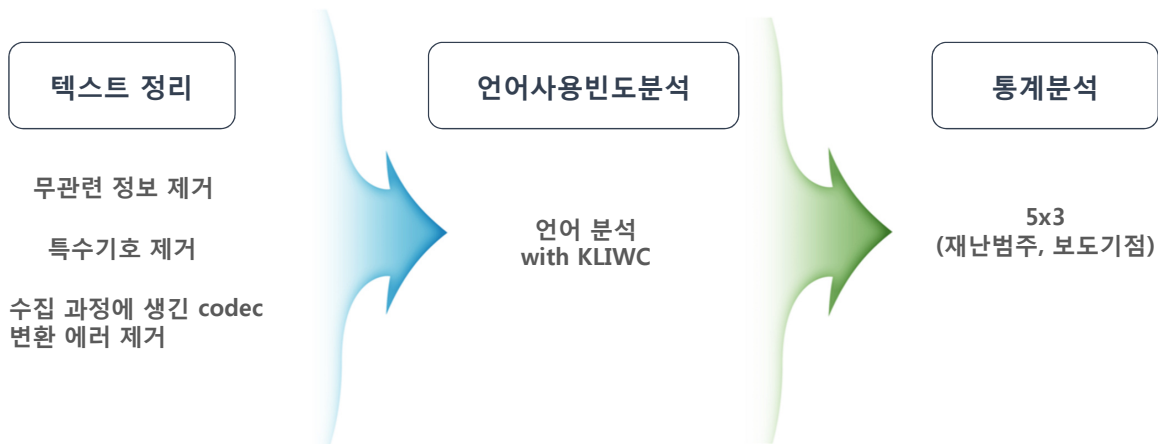 텍스트 정리
무관련 정보 제거
특수기호 제거
수집 과정에 생긴 codec
변환 에러 제거
언어사용빈도분석
언어 분석
with KLIWC
통계분석
5x3
(재난범주, 보도기점)